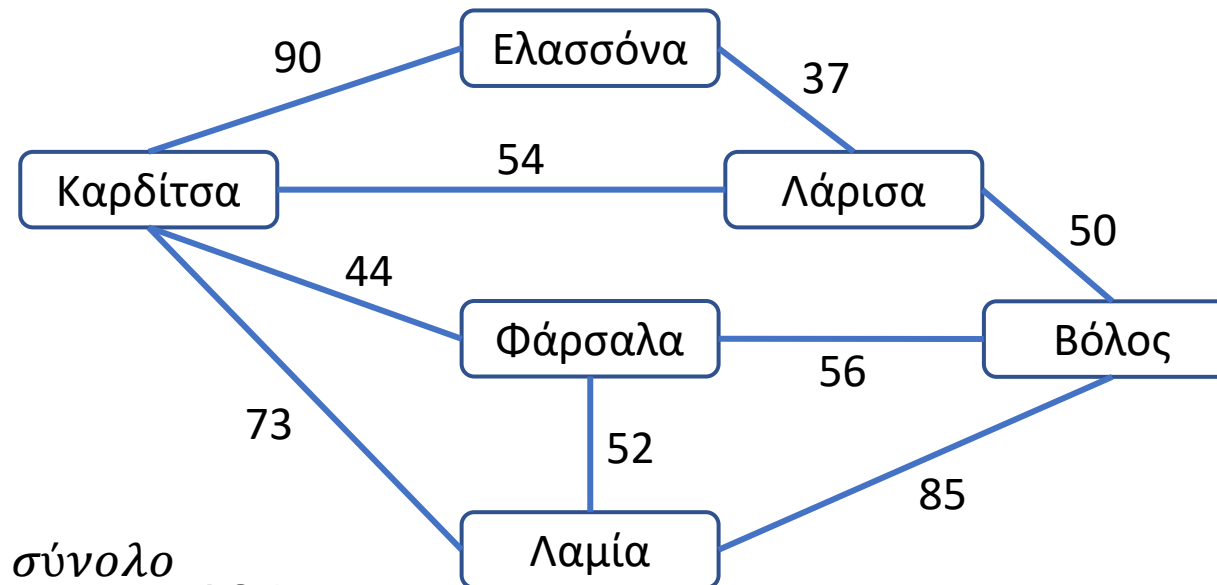 Ελασσόνα
90
37
54
Καρδίτσα
Λάρισα
50
44
Φάρσαλα
Βόλος
56
73
52
85
Λαμία
σύνολο